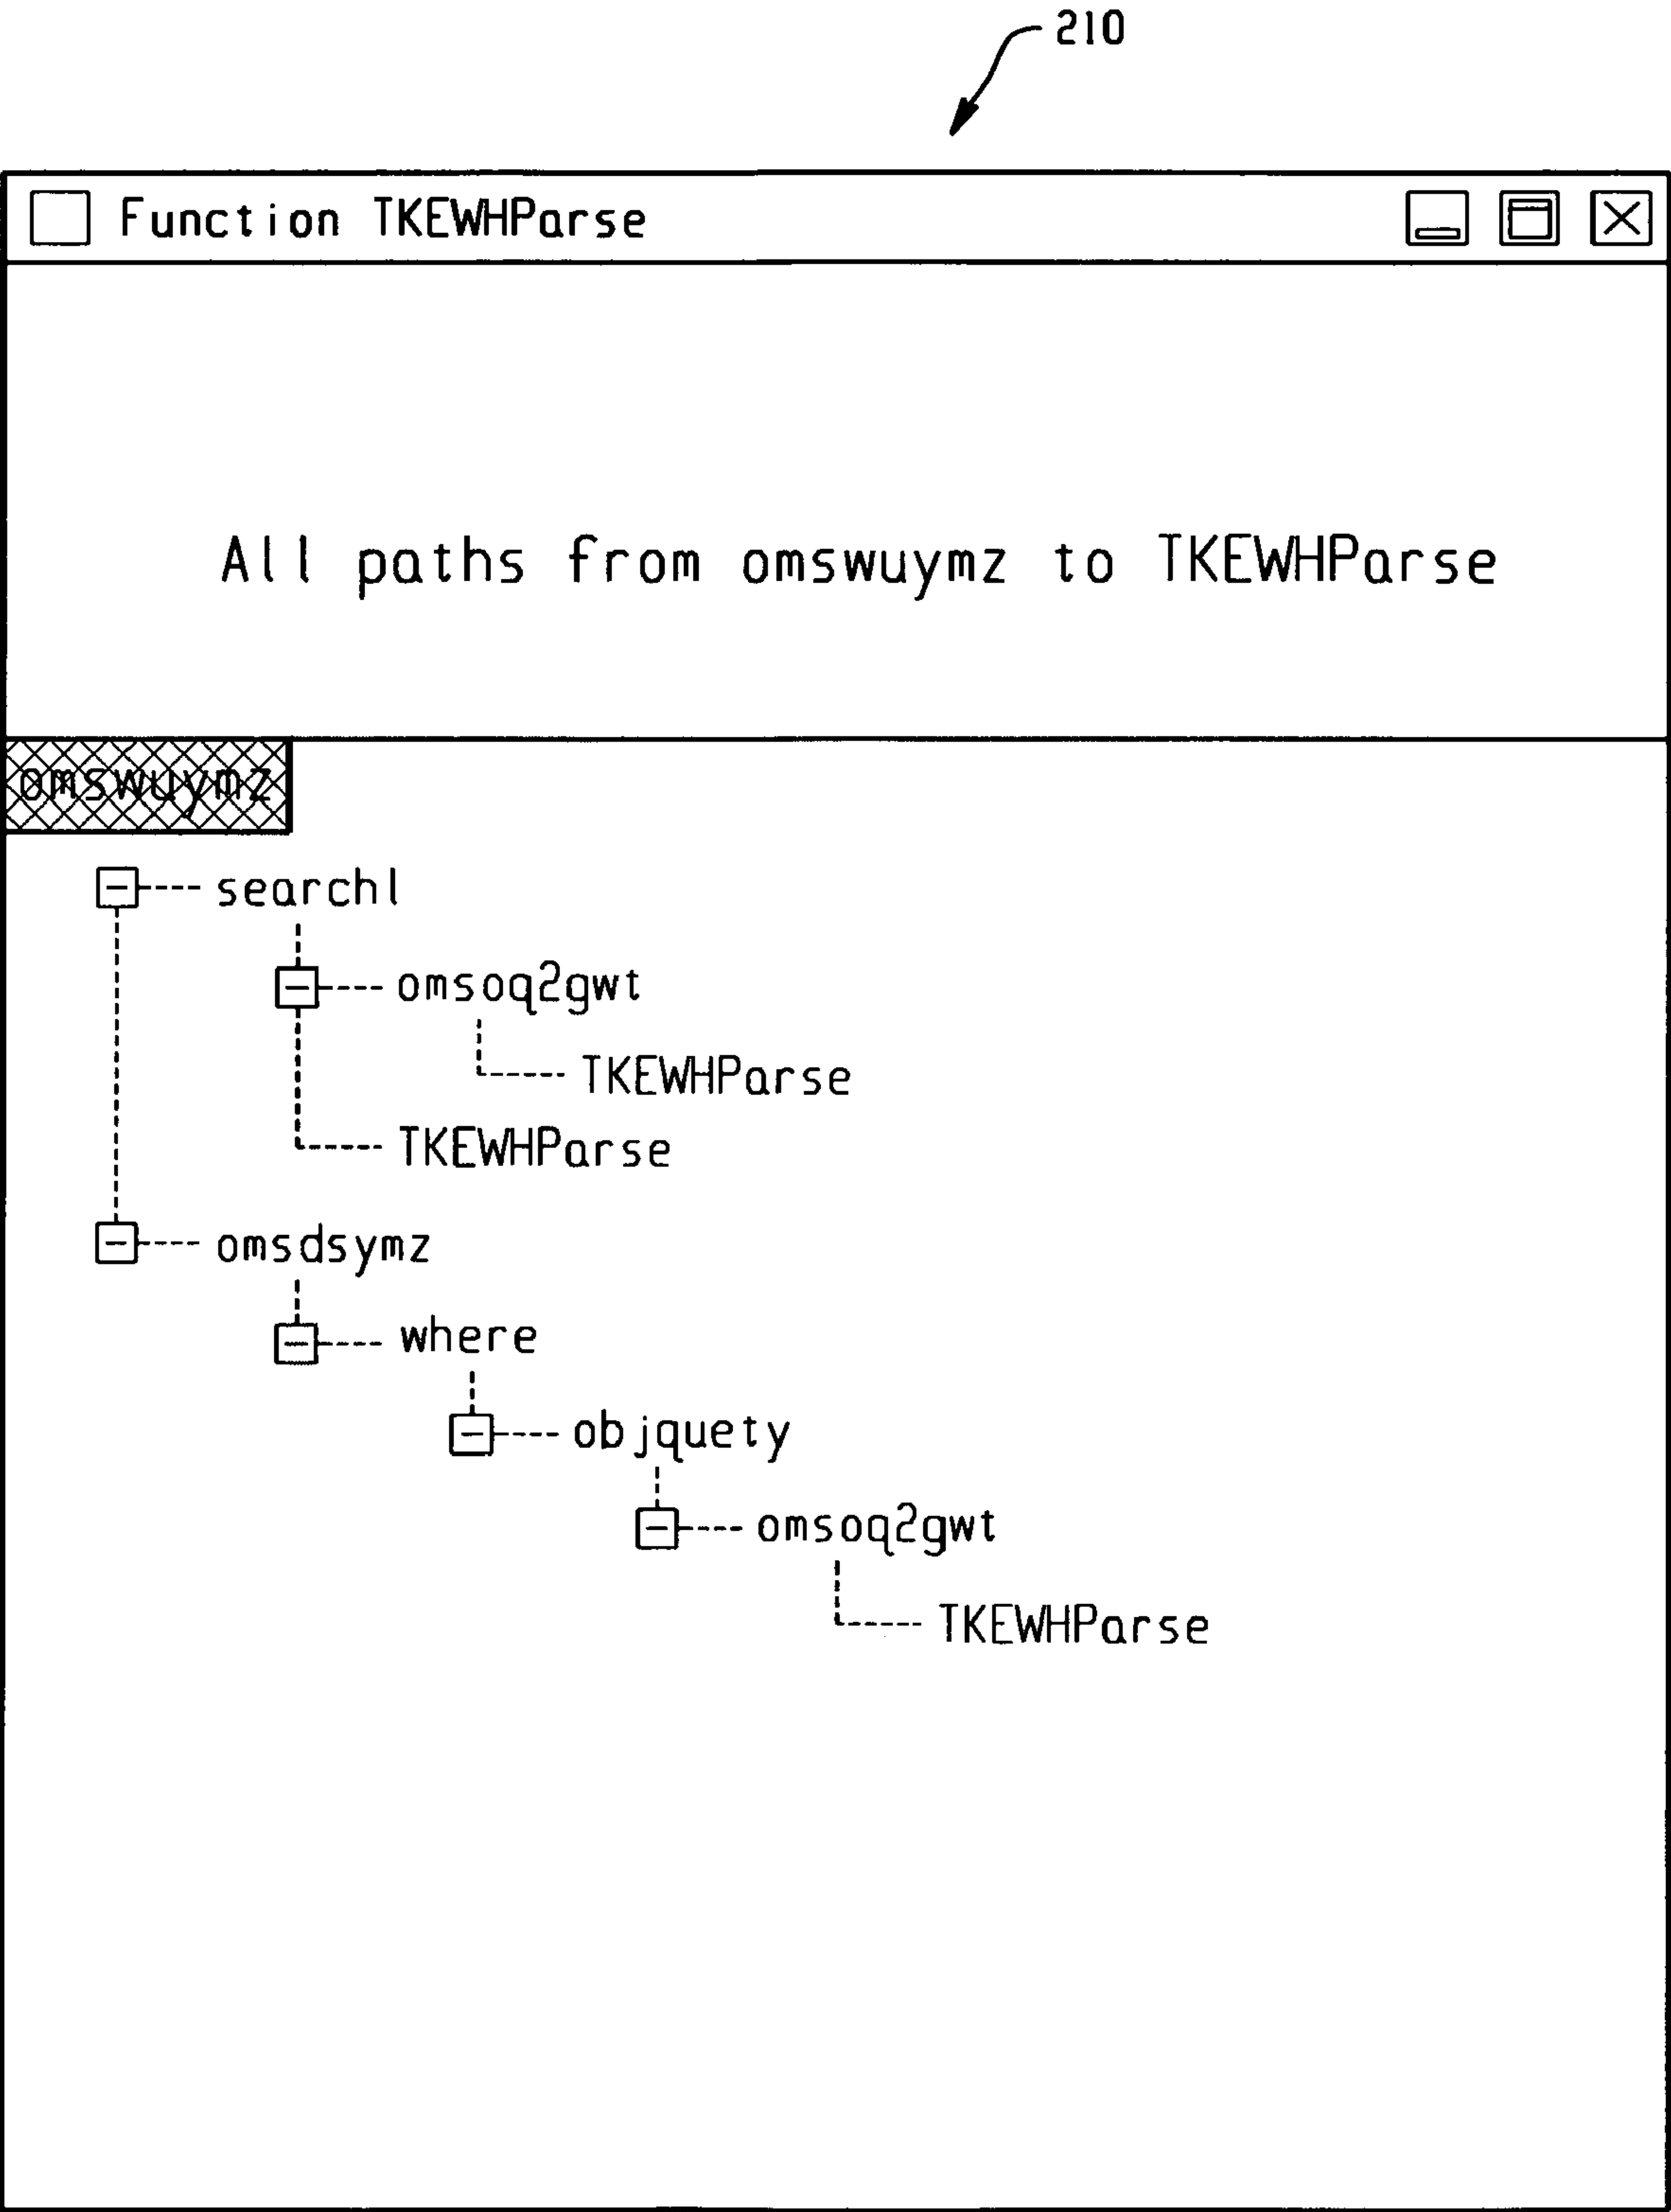 210
Function TKEWHParse
All paths from omswuymz to TKEWHParse
omswuymz
searchl
omsoq2gwt
TKEWHParse
TKEWHParse
omsdsymz
where
objquety
omsoq2gwt
TKEWHParse